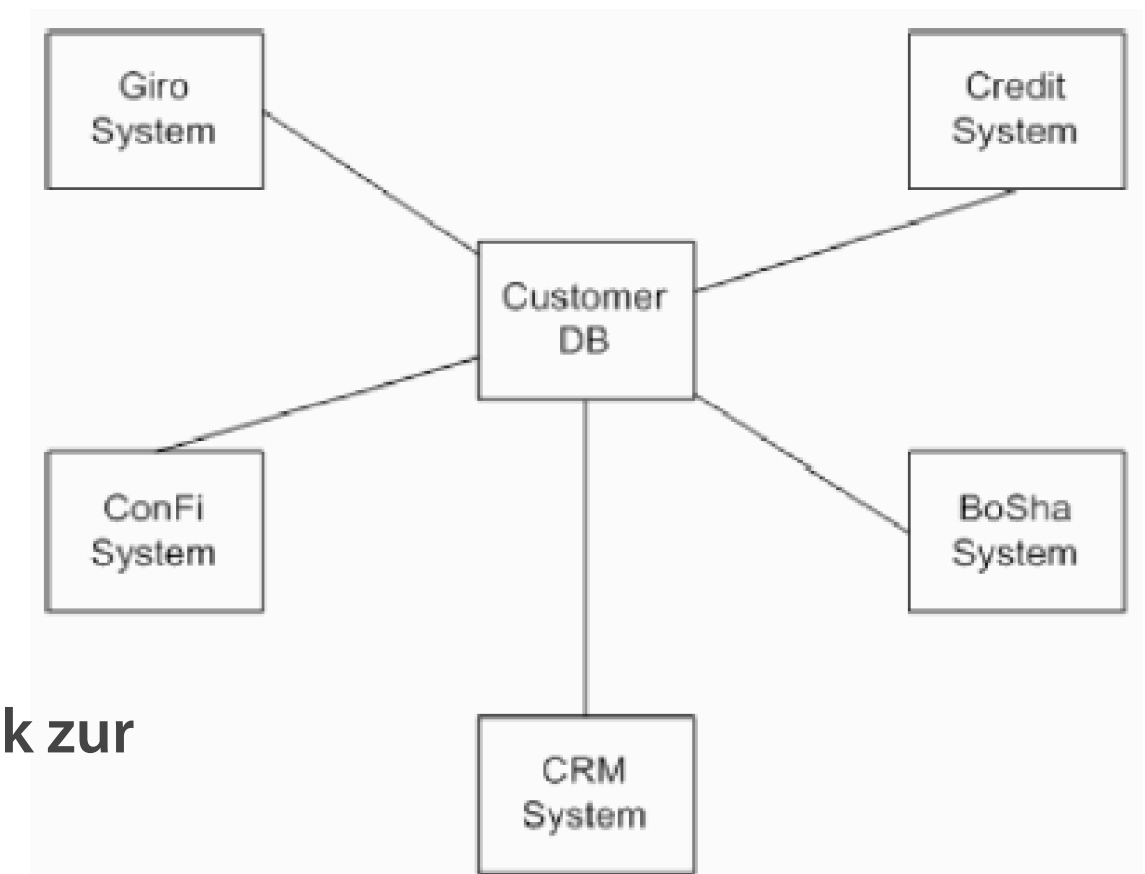 Giro
System
Credit
System
Customer
DB
ConFi
System
BoSha
System
k zur
CRM
System